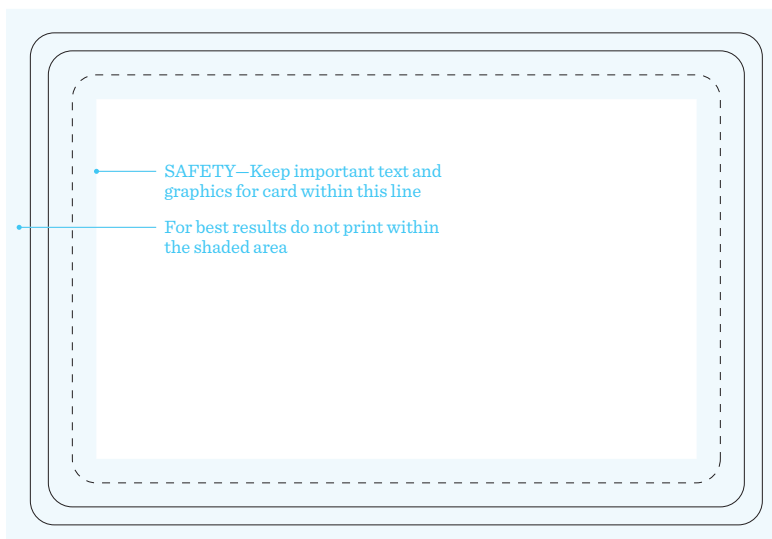 SAFETY—Keep important text and
graphics for card within this line
For best results do not print within
the shaded area